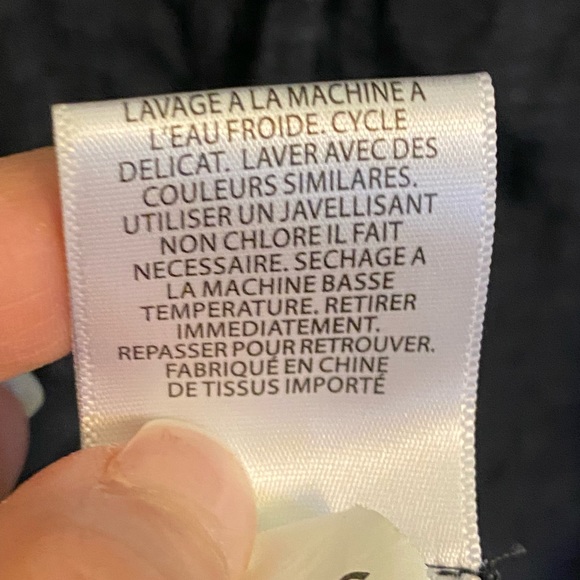 LAVAGE A LA MACHINE A
L'EAU FROIDE. CYCLE
DELICAT. LAVER AVEC DES
COULEURS SIMILARES.
UTILISER UN JAVELLISANT
NON CHLORE IL FAIT
NECESSAIRE. SECHAGE A
LA MACHINE BASSE
TEMPERATURE. RETIRER
IMMEDIATEMENT.
REPASSER POUR RETROUVER.
FABRIQUÉ EN CHINE
DE TISSUS IMPORTÉ